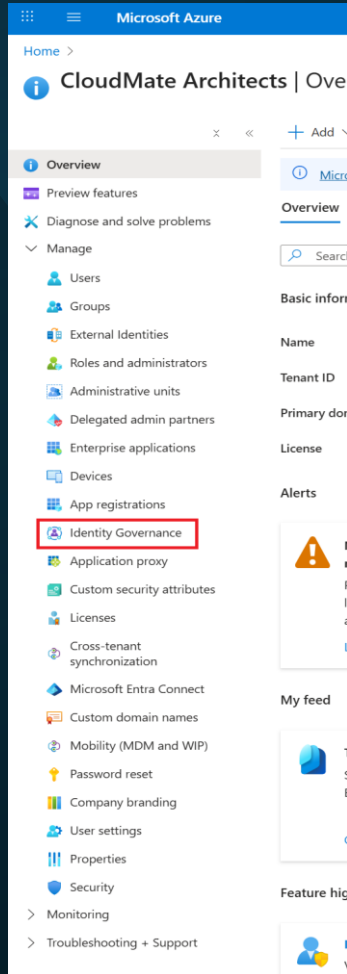 Microsoft Azure
Home >
CloudMate Architects | Ove
+ Add
Overview
Preview features
Diagnose and solve problems
Manage
Users
Groups
External Identities
Roles and administrators
Administrative units
Delegated admin partners
Enterprise applications
Devices
App registrations
Identity Governance
Application proxy
Custom security attributes
Licenses
Cross-tenant
synchronization
Microsoft Entra Connect
Custom domain names
Mobility (MDM and WIP)
Password reset
Company branding
User settings
Properties
Security
Monitoring
Troubleshooting + Support
Micro
Overview
Search
Basic infor
Name
Tenant ID
Primary do
License
Alerts
My feed
Feature hig